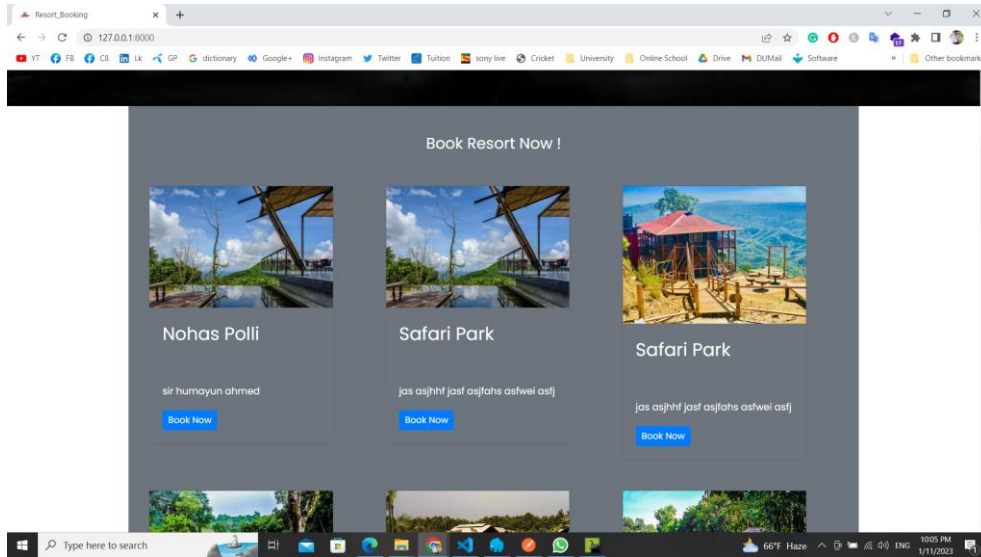 Resort_Booking
127.0.0.1:8000
YT FB C8 Lk GP dictionary Google+ Instagram Twitter Tuition sony live Cricket University Online School Drive DUMail Software » Other bookmark
Book Resort Now !
Nohas Polli
sir humayun ahmed
Book Now
Safari Park
jas asjhhf jasf asjfahs asfwei asfj
Book Now
Safari Park
jas asjhhf jasf asjfahs asfwei asfj
Book Now
Type here to search
66°F Haze
ENG
10:05 PM
1/11/2023